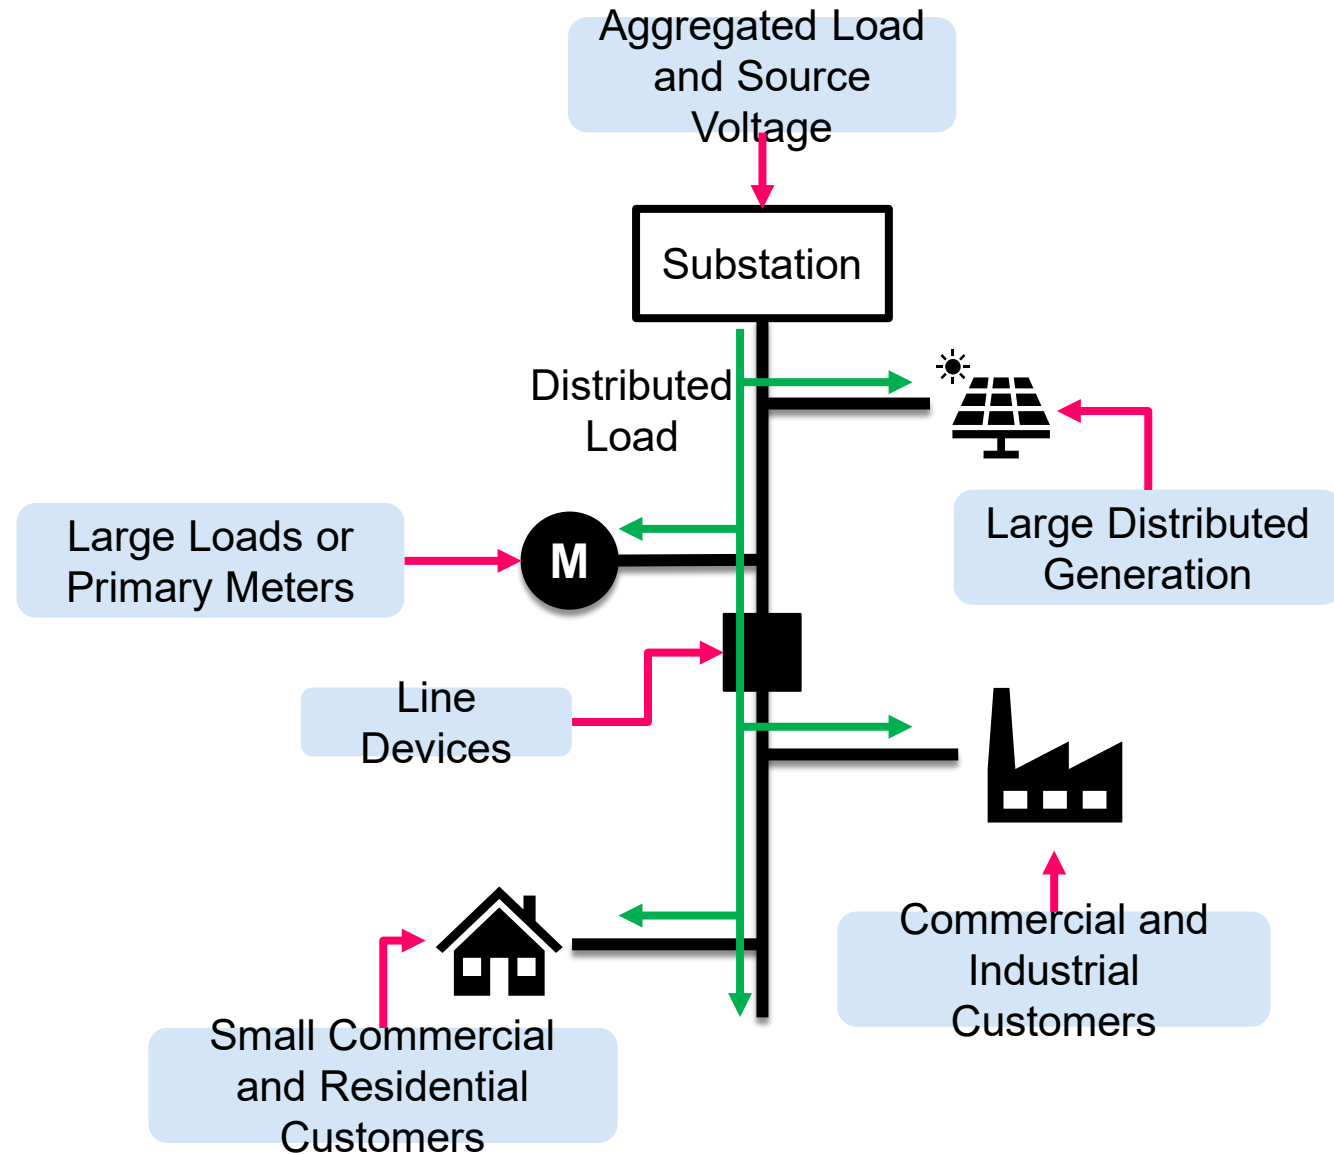 Aggregated Load
and Source
Voltage
Substation
Distributed
Load
Large Loads or
Primary Meters
M
Large Distributed
Generation
Line
Devices
Commercial and
Industrial
Customers
Small Commercial
and Residential
Customers